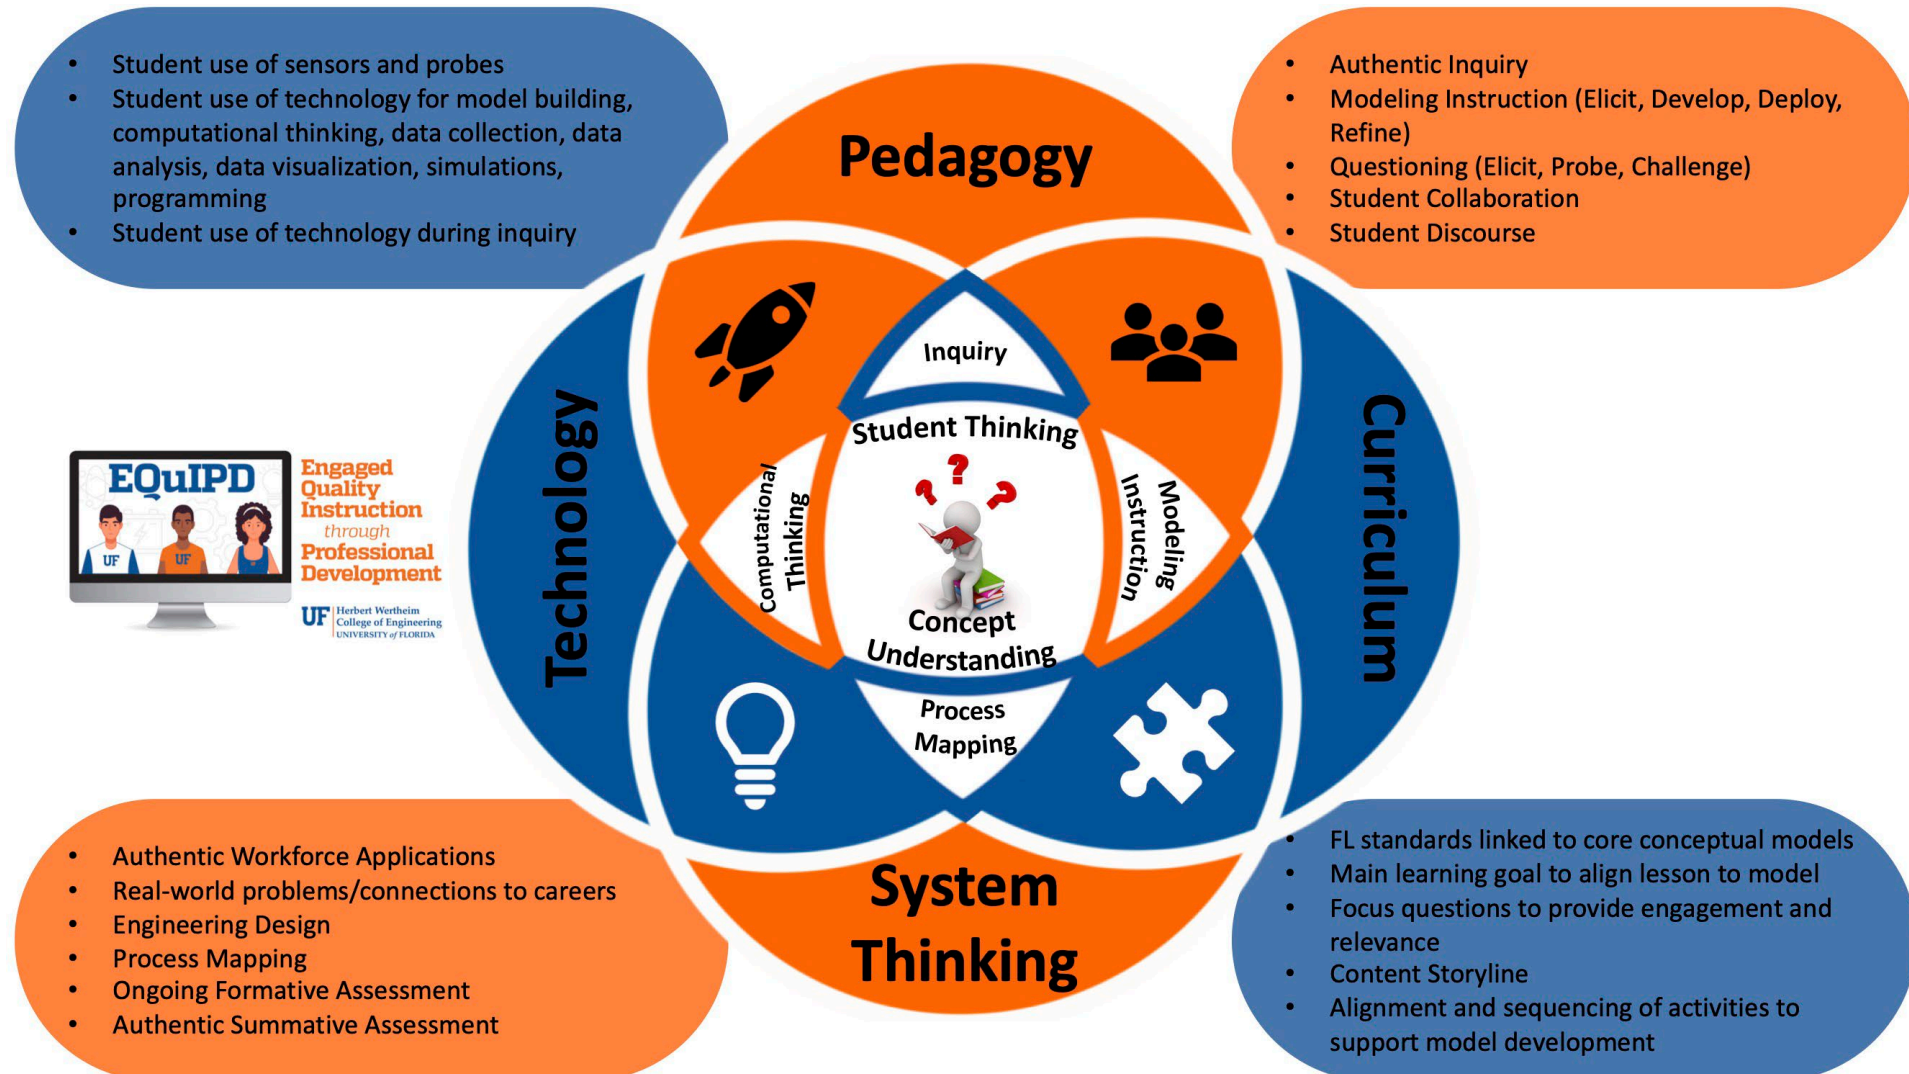 • Student use of sensors and probes
• Student use of technology for model building,
computational thinking, data collection, data
analysis, data visualization, simulations,
programming
• Student use of technology during inquiry
Pedagogy
• Authentic Inquiry
• Modeling Instruction (Elicit, Develop, Deploy,
Refine)
• Questioning (Elicit, Probe, Challenge)
• Student Collaboration
• Student Discourse
EQuIPD
UF
UF
Engaged
Quality
Instruction
through
Professional
Development
UF
Herbert Wertheim
College of Engineering
UNIVERSITY of FLORIDA
Technology
Inquiry
Student Thinking
Computational
Thinking
Modeling
Instruction
Concept
Understanding
Process
Mapping
Curriculum
System
Thinking
• Authentic Workforce Applications
• Real-world problems/connections to careers
• Engineering Design
• Process Mapping
• Ongoing Formative Assessment
• Authentic Summative Assessment
• FL standards linked to core conceptual models
• Main learning goal to align lesson to model
• Focus questions to provide engagement and
relevance
• Content Storyline
• Alignment and sequencing of activities to
support model development